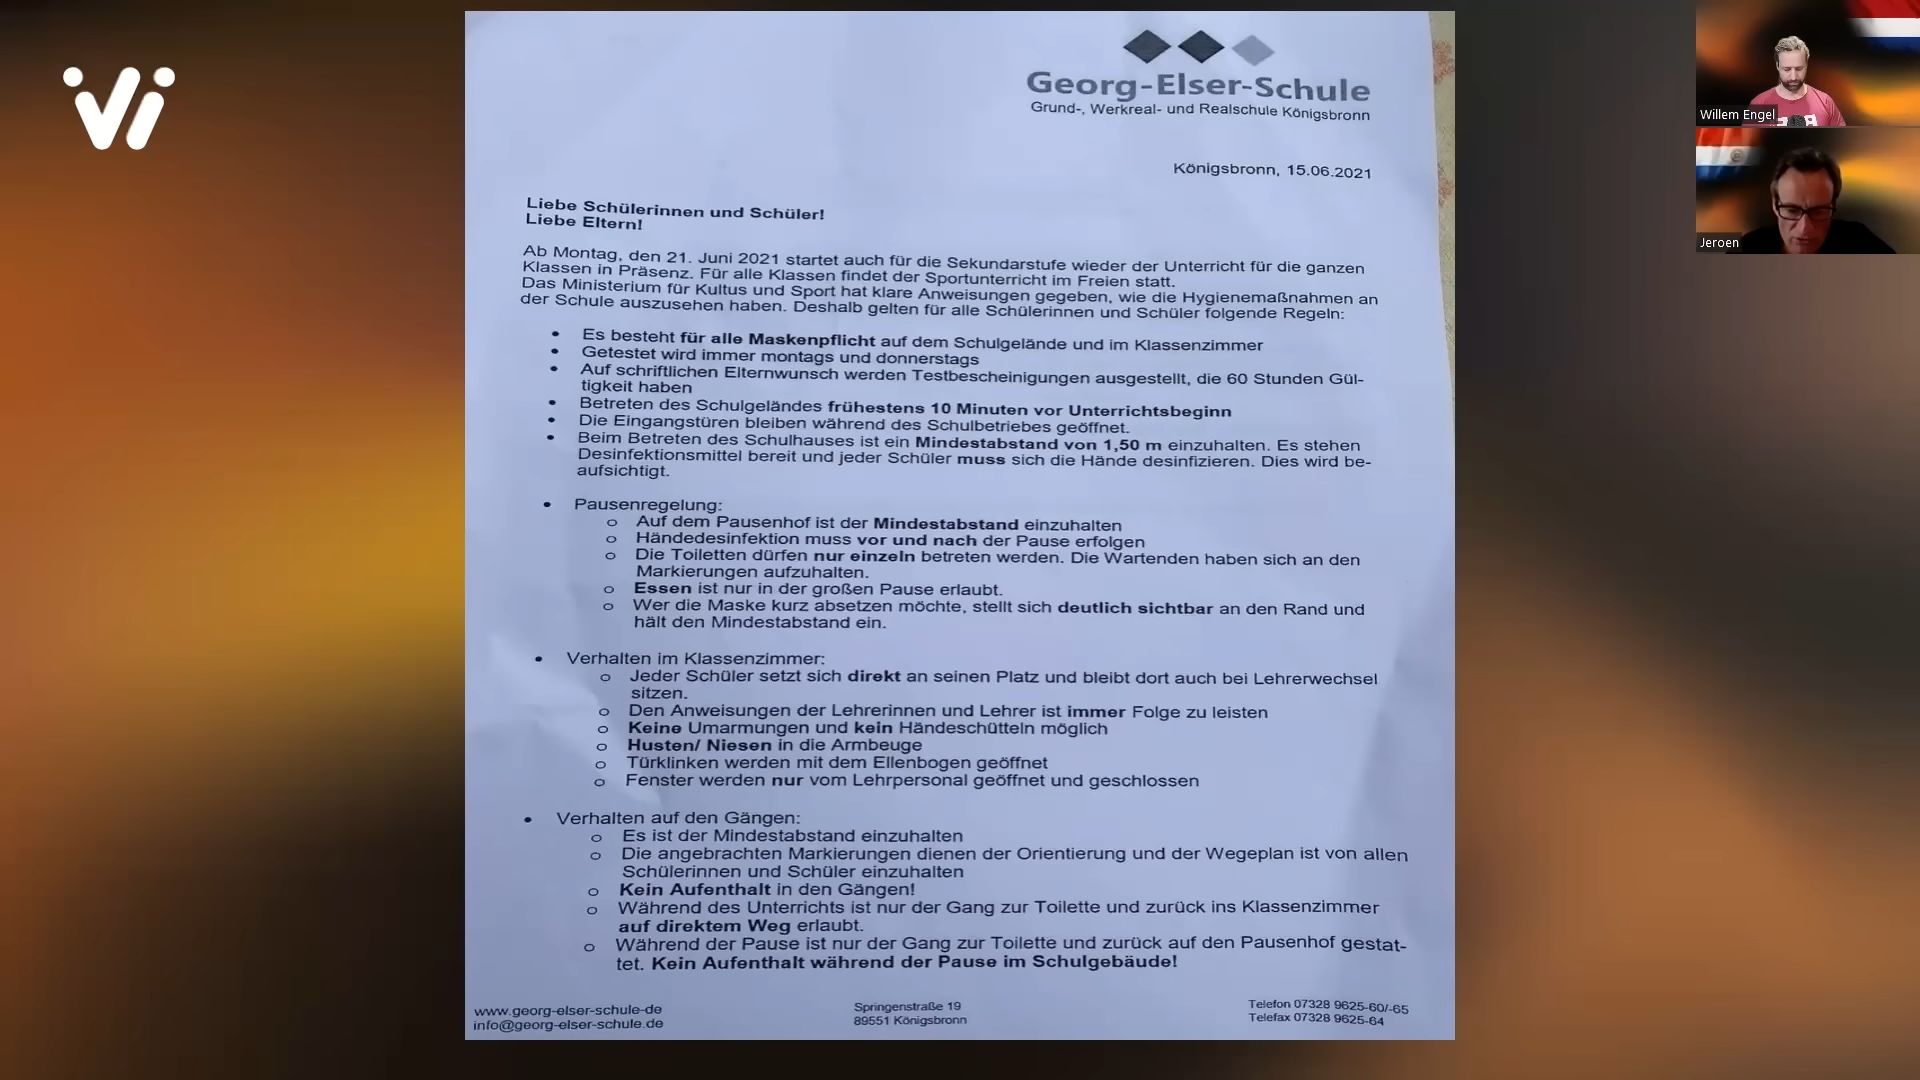 Vi
Georg-Elser-Schule
Grund-, Werkreal- und Realschule Königsbronn
Willem Engel
Jeroen
Königsbronn, 15.06.2021
Liebe Schülerinnen und Schüler!
Liebe Eltern!
Ab Montag, den 21. Juni 2021 startet auch für die Sekundarstufe wieder der Unterricht für die ganzen
Klassen in Präsenz. Für alle Klassen findet der Sportunterricht im Freien statt.
Das Ministerium für Kultus und Sport hat klare Anweisungen gegeben, wie die Hygienemaßnahmen an
der Schule auszusehen haben. Deshalb gelten für alle Schülerinnen und Schüler folgende Regeln:
• Es besteht für alle Maskenpflicht auf dem Schulgelände und im Klassenzimmer
• Getestet wird immer montags und donnerstags
• Auf schriftlichen Elternwunsch werden Testbescheinigungen ausgestellt, die 60 Stunden Gül-
tigkeit haben
• Betreten des Schulgeländes frühestens 10 Minuten vor Unterrichtsbeginn
• Die Eingangstüren bleiben während des Schulbetriebes geöffnet.
• Beim Betreten des Schulhauses ist ein Mindestabstand von 1,50 m einzuhalten. Es stehen
Desinfektionsmittel bereit und jeder Schüler muss sich die Hände desinfizieren. Dies wird be-
aufsichtigt.
• Pausenregelung:
o Auf dem Pausenhof ist der Mindestabstand einzuhalten
o Händedesinfektion muss vor und nach der Pause erfolgen
o Die Toiletten dürfen nur einzeln betreten werden. Die Wartenden haben sich an den
Markierungen aufzuhalten.
o Essen ist nur in der großen Pause erlaubt.
o Wer die Maske kurz absetzen möchte, stellt sich deutlich sichtbar an den Rand und
hält den Mindestabstand ein.
• Verhalten im Klassenzimmer:
o Jeder Schüler setzt sich direkt an seinen Platz und bleibt dort auch bei Lehrerwechsel
sitzen.
o Den Anweisungen der Lehrerinnen und Lehrer ist immer Folge zu leisten
o Keine Umarmungen und kein Händeschütteln möglich
o Husten/ Niesen in die Armbeuge
o Türklinken werden mit dem Ellenbogen geöffnet
o Fenster werden nur vom Lehrpersonal geöffnet und geschlossen
• Verhalten auf den Gängen:
o Es ist der Mindestabstand einzuhalten
o Die angebrachten Markierungen dienen der Orientierung und der Wegeplan ist von allen
Schülerinnen und Schüler einzuhalten
o Kein Aufenthalt in den Gängen!
o Während des Unterrichts ist nur der Gang zur Toilette und zurück ins Klassenzimmer
auf direktem Weg erlaubt.
o Während der Pause ist nur der Gang zur Toilette und zurück auf den Pausenhof gestat-
tet. Kein Aufenthalt während der Pause im Schulgebäude!
www.georg-elser-schule-de
info@georg-elser-schule.de
Springenstraße 19
89551 Königsbronn
Telefon 07328 9625-60/-65
Telefax 07328 9625-64